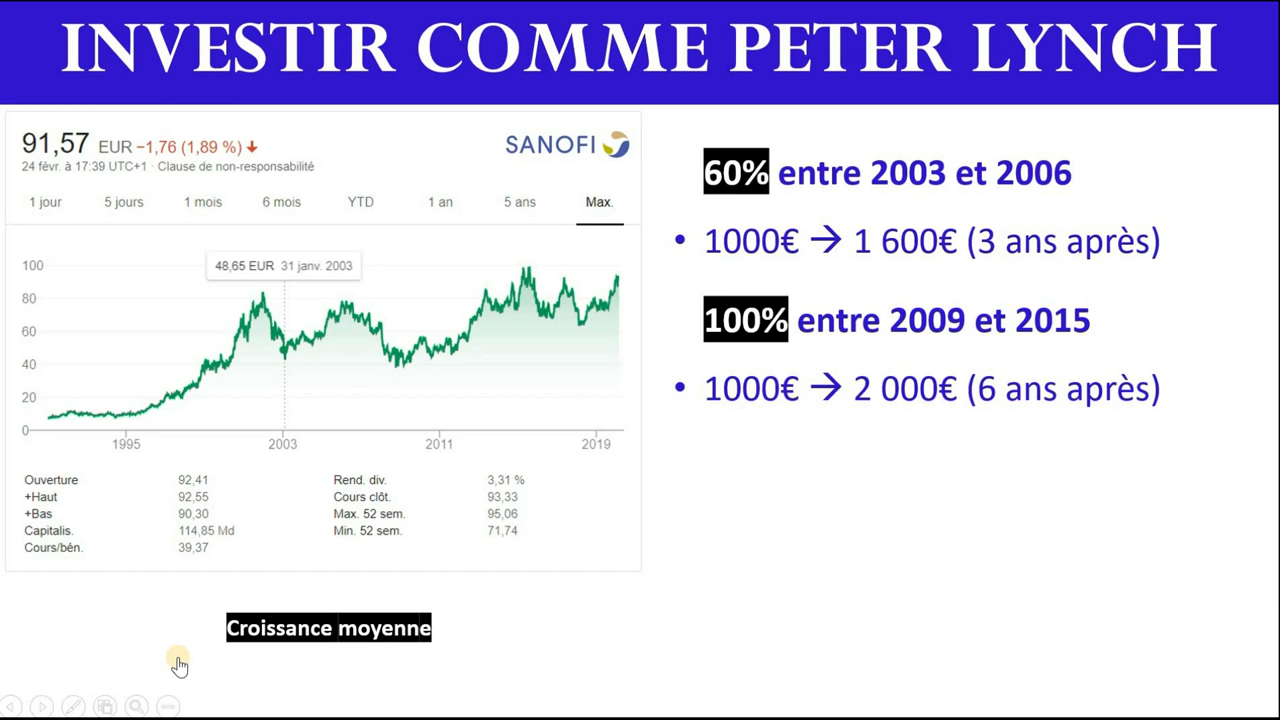 INVESTIR COMME PETER LYNCH
91,57 EUR −1,76 (1,89 %) ↓
SANOFI
24 févr. à 17:39 UTC+1 · Clause de non-responsabilité
1 jour 5 jours 1 mois 6 mois YTD 1 an 5 ans Max.
48,65 EUR 31 janv. 2003
100
80
60
40
20
0
1995 2003 2011 2019
Ouverture 92,41 Rend. div. 3,31 %
+Haut 92,55 Cours clôt. 93,33
+Bas 90,30 Max. 52 sem. 95,06
Capitalis. 114,85 Md Min. 52 sem. 71,74
Cours/bén. 39,37
Croissance moyenne
60% entre 2003 et 2006
• 1000€ → 1 600€ (3 ans après)
100% entre 2009 et 2015
• 1000€ → 2 000€ (6 ans après)